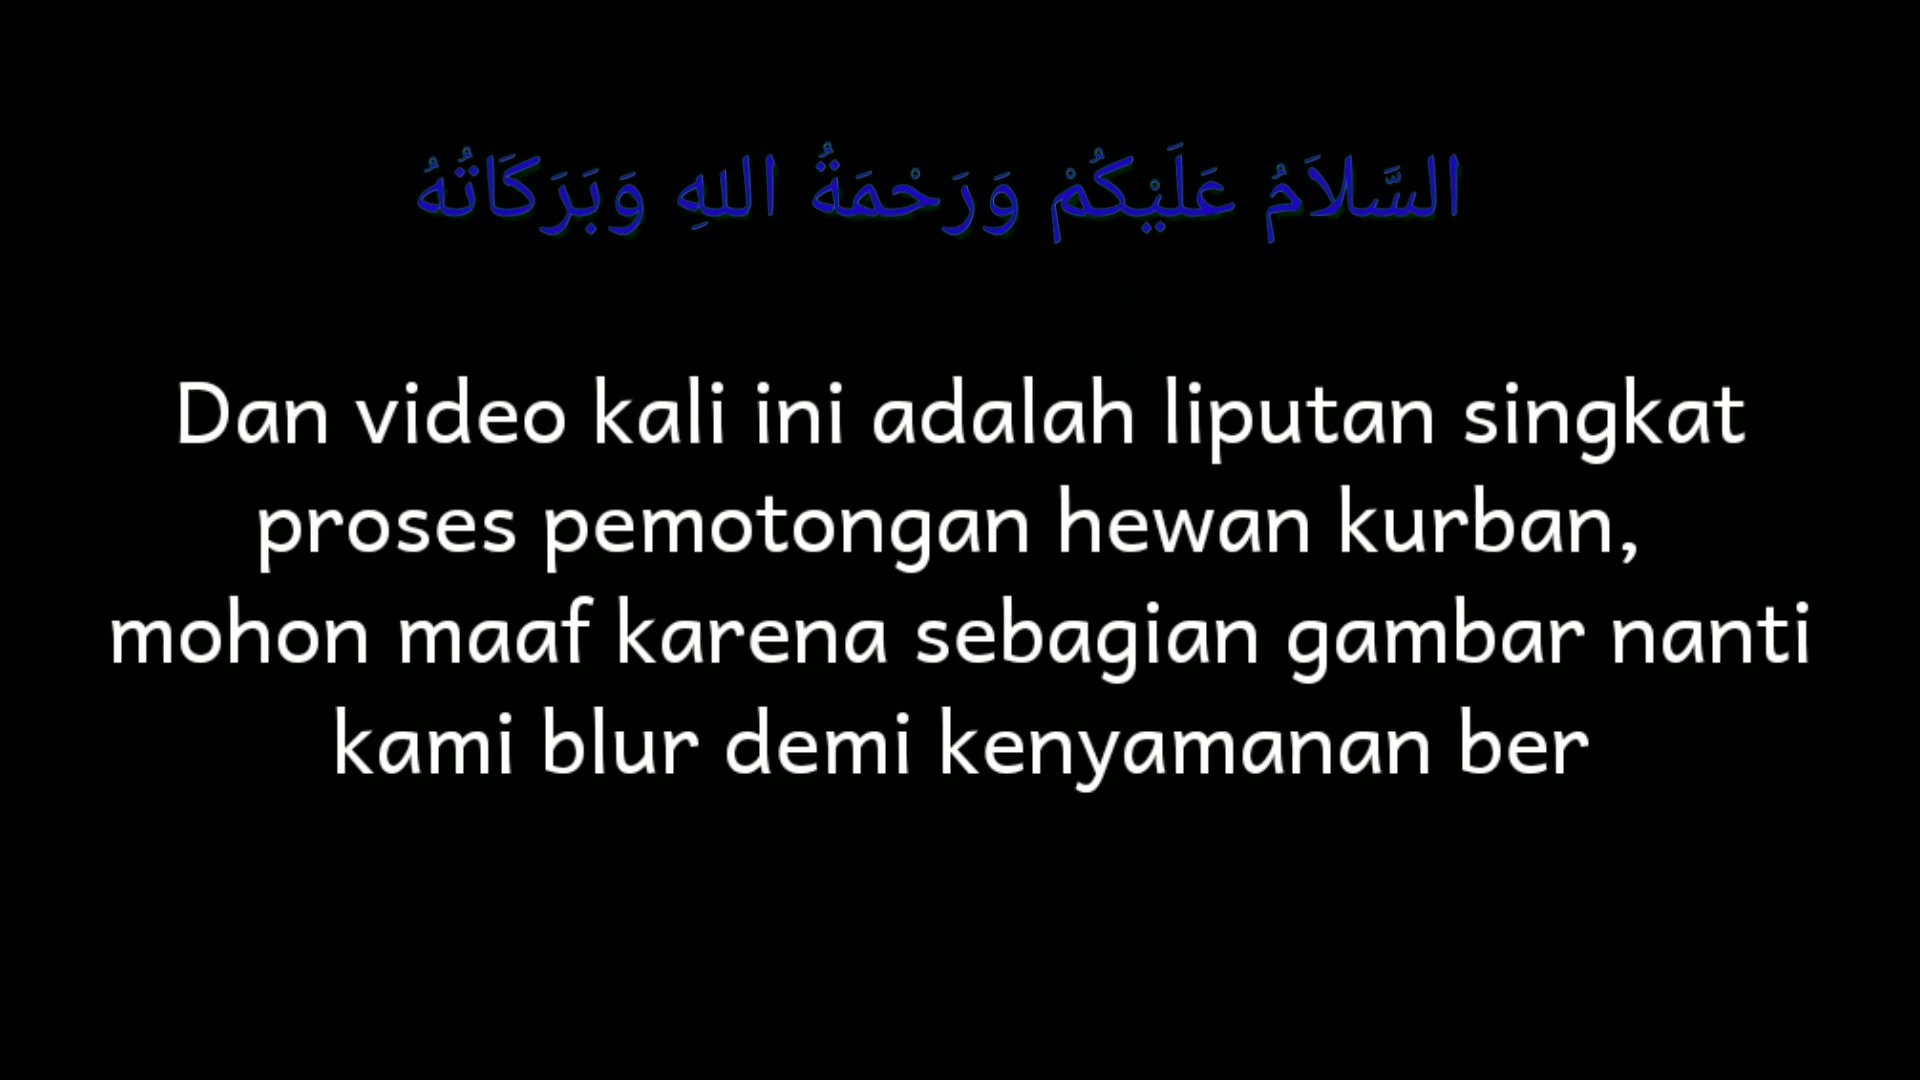 السَّلاَمُ عَلَيْكُمْ وَرَحْمَةُ اللهِ وَبَرَكَاتُهُ
Dan video kali ini adalah liputan singkat
proses pemotongan hewan kurban,
mohon maaf karena sebagian gambar nanti
kami blur demi kenyamanan ber